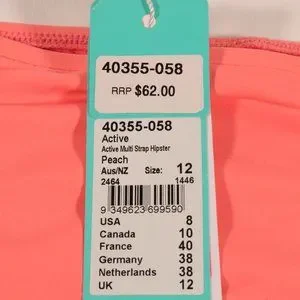 40355-058
RRP $62.00
40355-058
Active
Active Multi Strap Hipster
Peach
Aus/NZ Size: 12
2464 1446
9 349623 699590
USA 8
Canada 10
France 40
Germany 38
Netherlands 38
UK 12